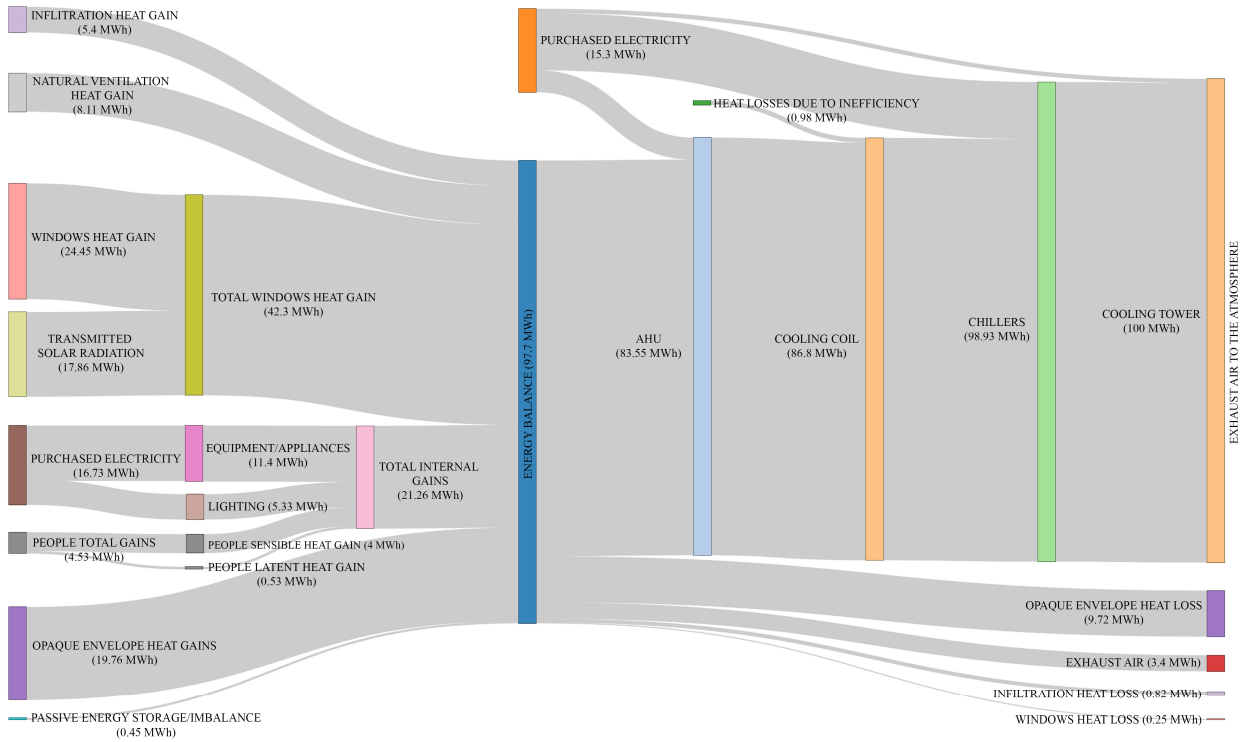 INFLITRATION HEAT GAIN
(5.4 MWh)
NATURAL VENTILATION
HEAT GAIN
(8.11 MWh)
WINDOWS HEAT GAIN
(24.45 MWh)
TRANSMITTED
SOLAR RADIATION
(17.86 MWh)
TOTAL WINDOWS HEAT GAIN
(42.3 MWh)
PURCHASED ELECTRICITY
(16.73 MWh)
EQUIPMENT/APPLIANCES
(11.4 MWh)
LIGHTING (5.33 MWh)
TOTAL INTERNAL
GAINS
(21.26 MWh)
PEOPLE TOTAL GAINS
(4.53 MWh)
PEOPLE SENSIBLE HEAT GAIN (4 MWh)
PEOPLE LATENT HEAT GAIN
(0.53 MWh)
OPAQUE ENVELOPE HEAT GAINS
(19.76 MWh)
PASSIVE ENERGY STORAGE/IMBALANCE
(0.45 MWh)
PURCHASED ELECTRICITY
(15.3 MWh)
HEAT LOSSES DUE TO INEFFICIENCY
(0.98 MWh)
ENERGY BALANCE (97.7 MWh)
AHU
(83.55 MWh)
COOLING COIL
(86.8 MWh)
CHILLERS
(98.93 MWh)
COOLING TOWER
(100 MWh)
EXHAUST AIR TO THE ATMOSPHERE
OPAQUE ENVELOPE HEAT LOSS
(9.72 MWh)
EXHAUST AIR (3.4 MWh)
INFILTRATION HEAT LOSS (0.82 MWh)
WINDOWS HEAT LOSS (0.25 MWh)